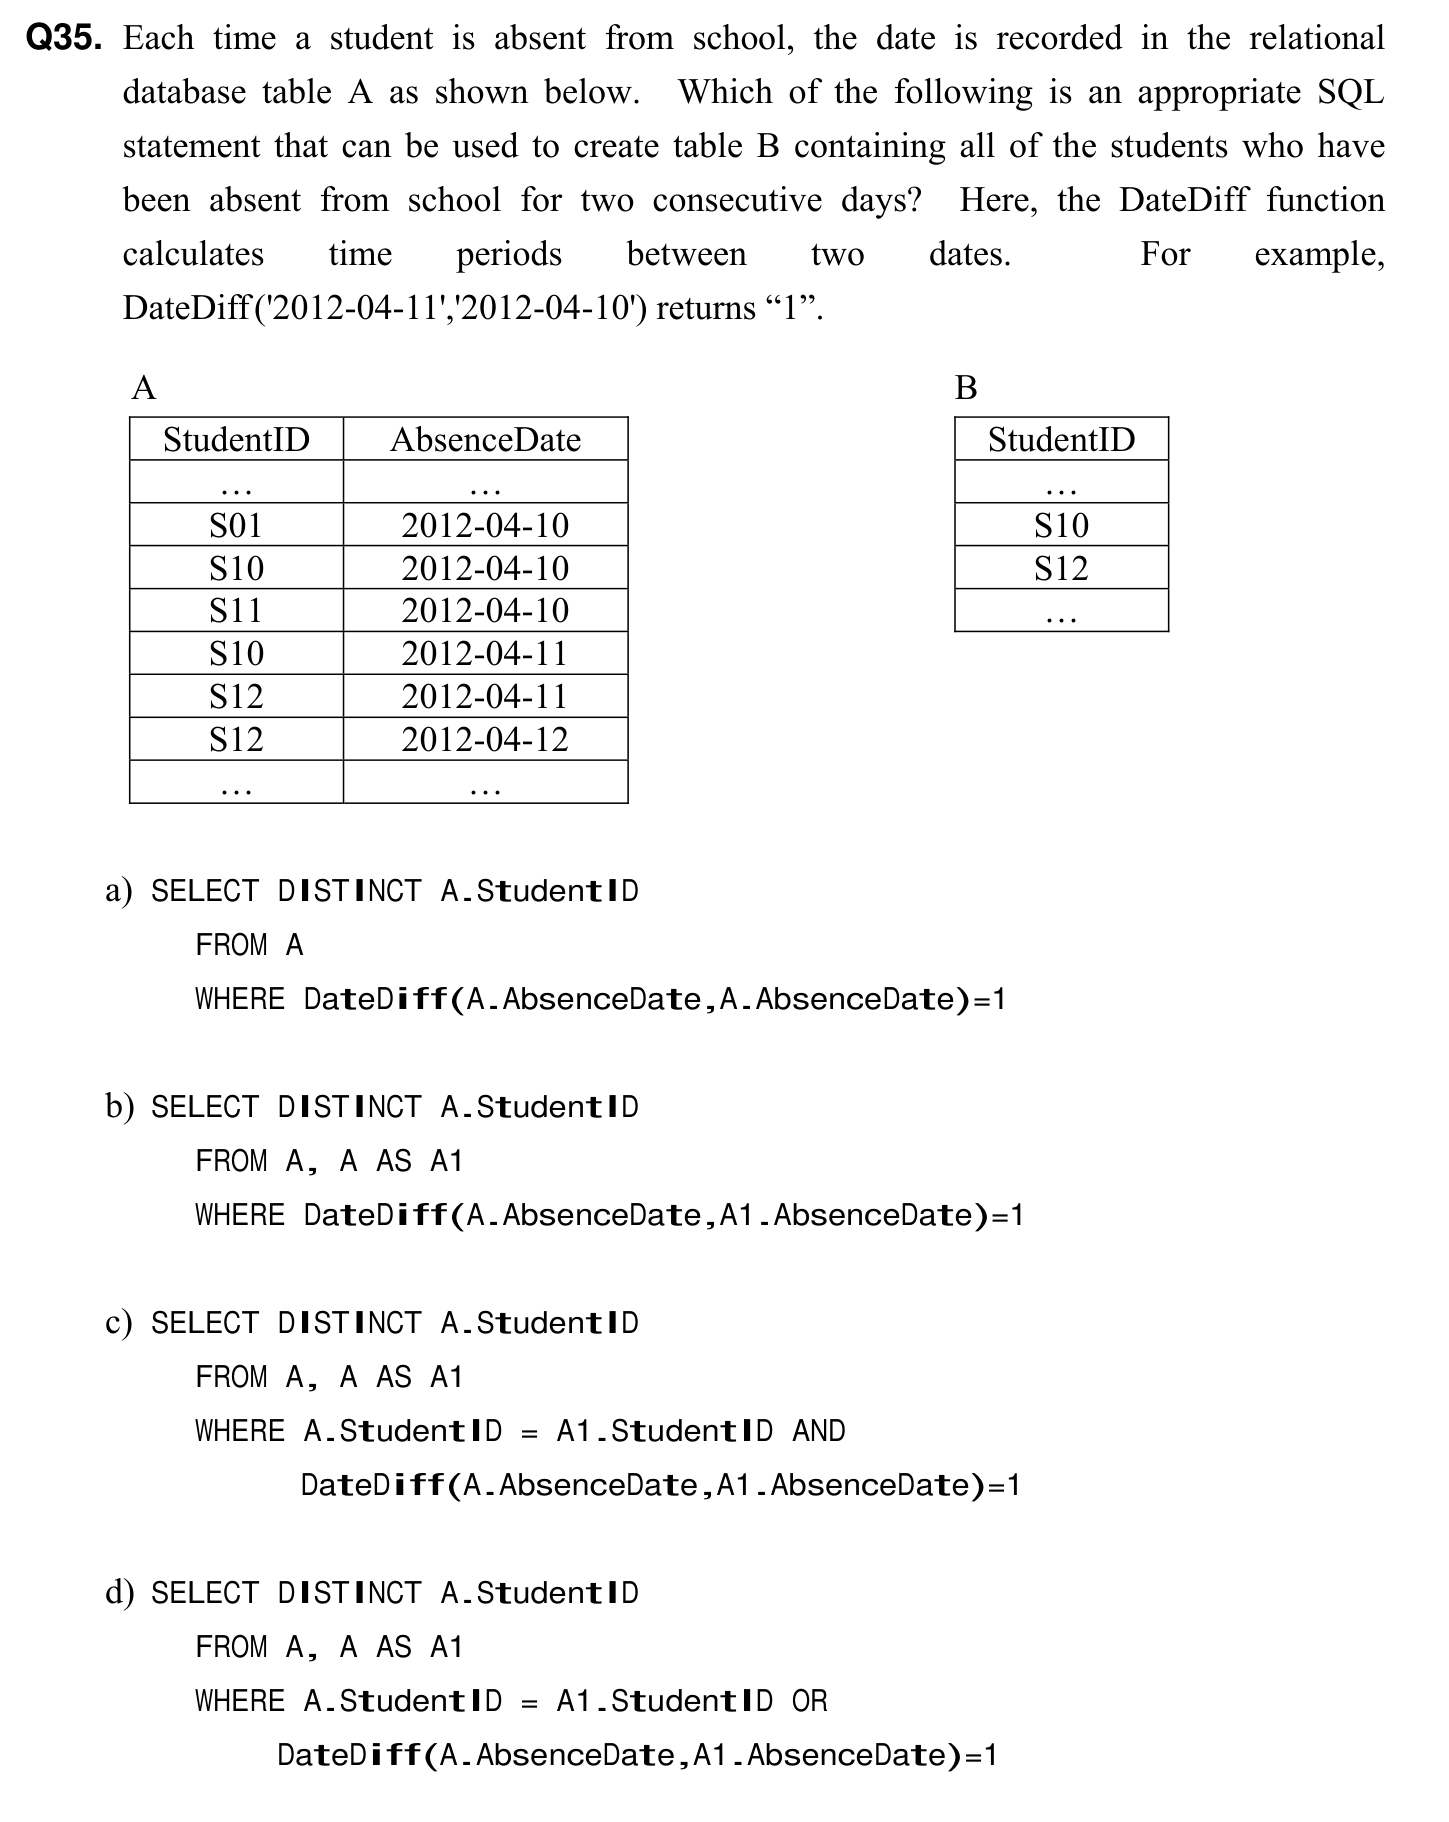 Q35. Each time a student is absent from school, the date is recorded in the relational
database table A as shown below. Which of the following is an appropriate SQL
statement that can be used to create table B containing all of the students who have
been absent from school for two consecutive days? Here, the DateDiff function
calculates time periods between two dates. For example,
DateDiff('2012-04-11','2012-04-10') returns “1”.
A
StudentID AbsenceDate
… …
S01 2012-04-10
S10 2012-04-10
S11 2012-04-10
S10 2012-04-11
S12 2012-04-11
S12 2012-04-12
… …
B
StudentID
…
S10
S12
…
a) SELECT DISTINCT A.StudentID
FROM A
WHERE DateDiff(A.AbsenceDate,A.AbsenceDate)=1
b) SELECT DISTINCT A.StudentID
FROM A, A AS A1
WHERE DateDiff(A.AbsenceDate,A1.AbsenceDate)=1
c) SELECT DISTINCT A.StudentID
FROM A, A AS A1
WHERE A.StudentID = A1.StudentID AND
DateDiff(A.AbsenceDate,A1.AbsenceDate)=1
d) SELECT DISTINCT A.StudentID
FROM A, A AS A1
WHERE A.StudentID = A1.StudentID OR
DateDiff(A.AbsenceDate,A1.AbsenceDate)=1